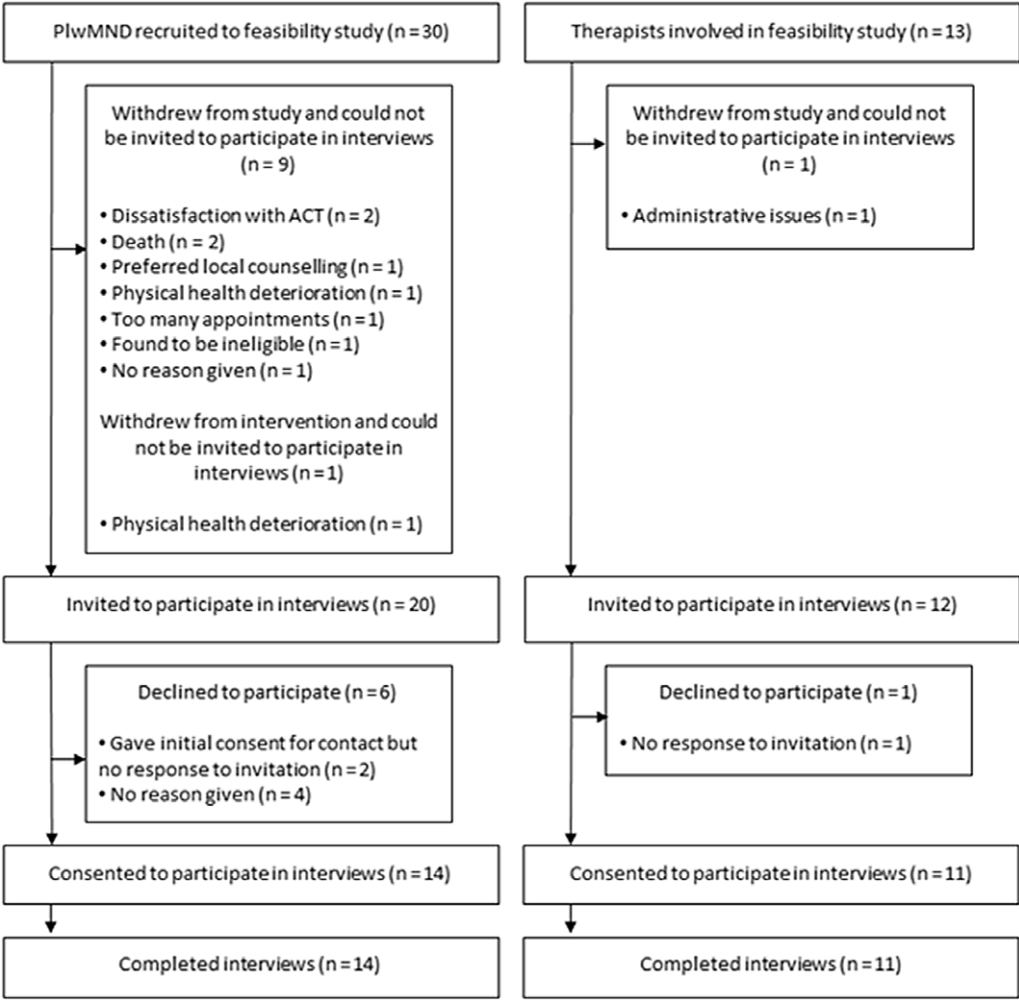 PlwMND recruited to feasibility study (n = 30)
Withdrew from study and could not
be invited to participate in interviews
(n = 9)
• Dissatisfaction with ACT (n = 2)
• Death (n = 2)
• Preferred local counselling (n = 1)
• Physical health deterioration (n = 1)
• Too many appointments (n = 1)
• Found to be ineligible (n = 1)
• No reason given (n = 1)
Withdrew from intervention and could
not be invited to participate in
interviews (n = 1)
• Physical health deterioration (n = 1)
Invited to participate in interviews (n = 20)
Declined to participate (n = 6)
• Gave initial consent for contact but
no response to invitation (n = 2)
• No reason given (n = 4)
Consented to participate in interviews (n = 14)
Completed interviews (n = 14)
Therapists involved in feasibility study (n = 13)
Withdrew from study and could not
be invited to participate in interviews
(n = 1)
• Administrative issues (n = 1)
Invited to participate in interviews (n = 12)
Declined to participate (n = 1)
• No response to invitation (n = 1)
Consented to participate in interviews (n = 11)
Completed interviews (n = 11)